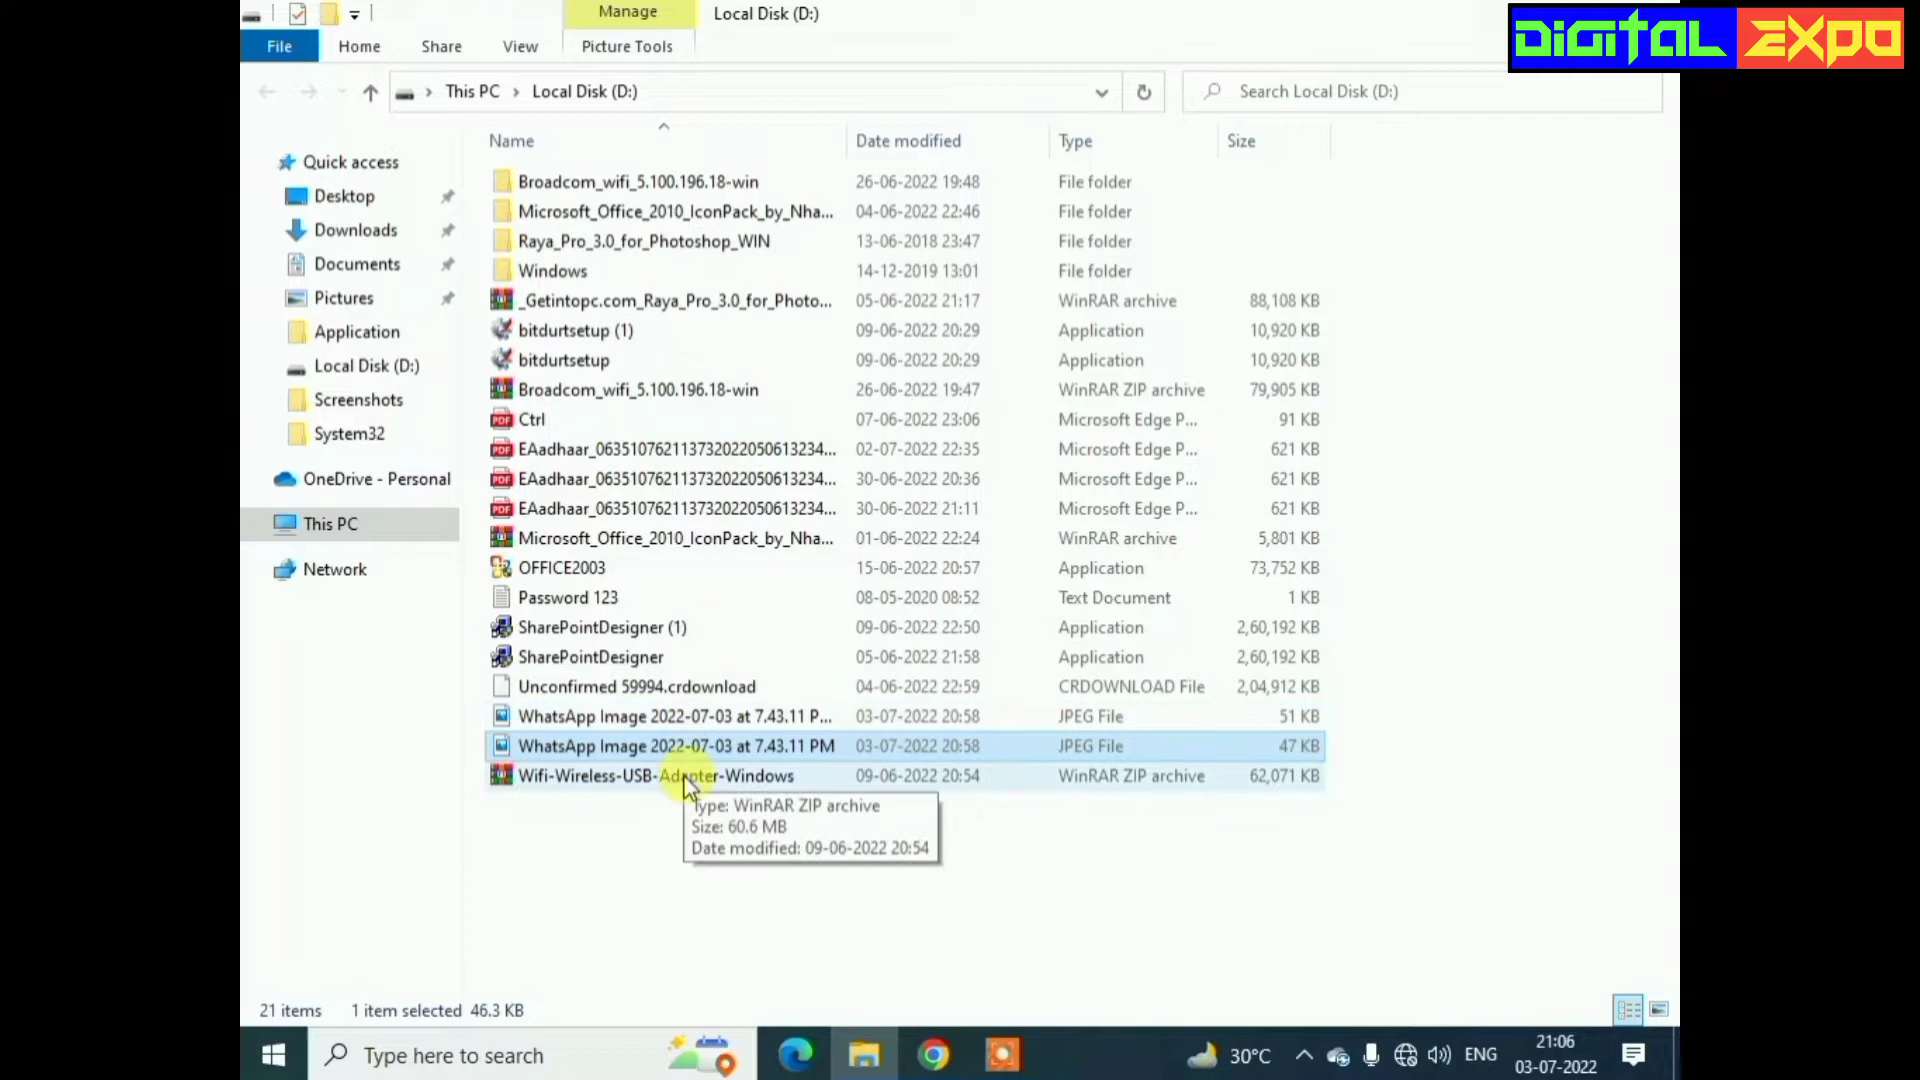 Manage
Local Disk (D:)
DIGITAL EXPO
File
Home
Share
View
Picture Tools
This PC
Local Disk (D:)
Search Local Disk (D:)
Name
Date modified
Type
Size
Quick access
Desktop
Downloads
Documents
Pictures
Application
Local Disk (D:)
Screenshots
System32
OneDrive - Personal
This PC
Network
Broadcom_wifi_5.100.196.18-win 26-06-2022 19:48 File folder
Microsoft_Office_2010_IconPack_by_Nha... 04-06-2022 22:46 File folder
Raya_Pro_3.0_for_Photoshop_WIN 13-06-2018 23:47 File folder
Windows 14-12-2019 13:01 File folder
_Getintopc.com_Raya_Pro_3.0_for_Photo... 05-06-2022 21:17 WinRAR archive 88,108 KB
bitdurtsetup (1) 09-06-2022 20:29 Application 10,920 KB
bitdurtsetup 09-06-2022 20:29 Application 10,920 KB
Broadcom_wifi_5.100.196.18-win 26-06-2022 19:47 WinRAR ZIP archive 79,905 KB
PDF Ctrl 07-06-2022 23:06 Microsoft Edge P... 91 KB
PDF EAadhaar_063510762113732022050613234... 02-07-2022 22:35 Microsoft Edge P... 621 KB
PDF EAadhaar_063510762113732022050613234... 30-06-2022 20:36 Microsoft Edge P... 621 KB
PDF EAadhaar_063510762113732022050613234... 30-06-2022 21:11 Microsoft Edge P... 621 KB
Microsoft_Office_2010_IconPack_by_Nha... 01-06-2022 22:24 WinRAR archive 5,801 KB
OFFICE2003 15-06-2022 20:57 Application 73,752 KB
Password 123 08-05-2020 08:52 Text Document 1 KB
SharePointDesigner (1) 09-06-2022 22:50 Application 2,60,192 KB
SharePointDesigner 05-06-2022 21:58 Application 2,60,192 KB
Unconfirmed 59994.crdownload 04-06-2022 22:59 CRDOWNLOAD File 2,04,912 KB
WhatsApp Image 2022-07-03 at 7.43.11 P... 03-07-2022 20:58 JPEG File 51 KB
WhatsApp Image 2022-07-03 at 7.43.11 PM 03-07-2022 20:58 JPEG File 47 KB
Wifi-Wireless-USB-Adapter-Windows 09-06-2022 20:54 WinRAR ZIP archive 62,071 KB
Type: WinRAR ZIP archive
Size: 60.6 MB
Date modified: 09-06-2022 20:54
21 items 1 item selected 46.3 KB
Type here to search
30°C
ENG
21:06
03-07-2022